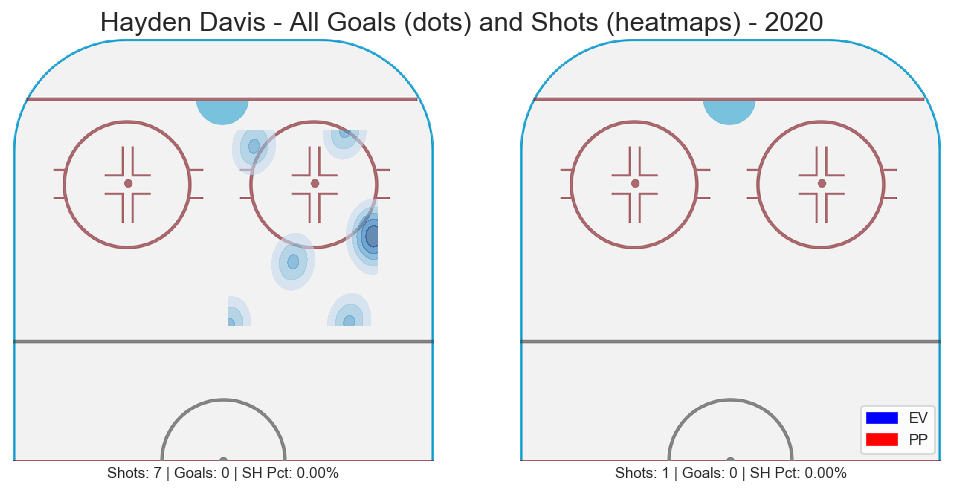 Hayden Davis - All Goals (dots) and Shots (heatmaps) - 2020
EV
PP
Shots: 7 | Goals: 0 | SH Pct: 0.00%
Shots: 1 | Goals: 0 | SH Pct: 0.00%